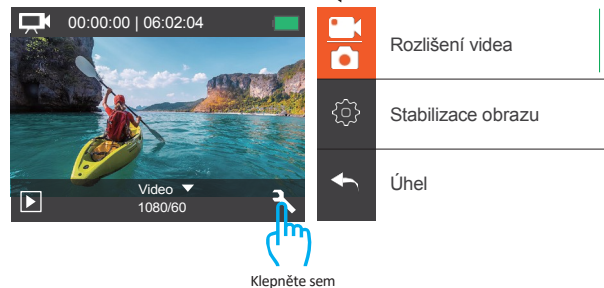 00:00:00 | 06:02:04
Video
1080/60
Klepněte sem
Rozlišení videa
Stabilizace obrazu
Úhel